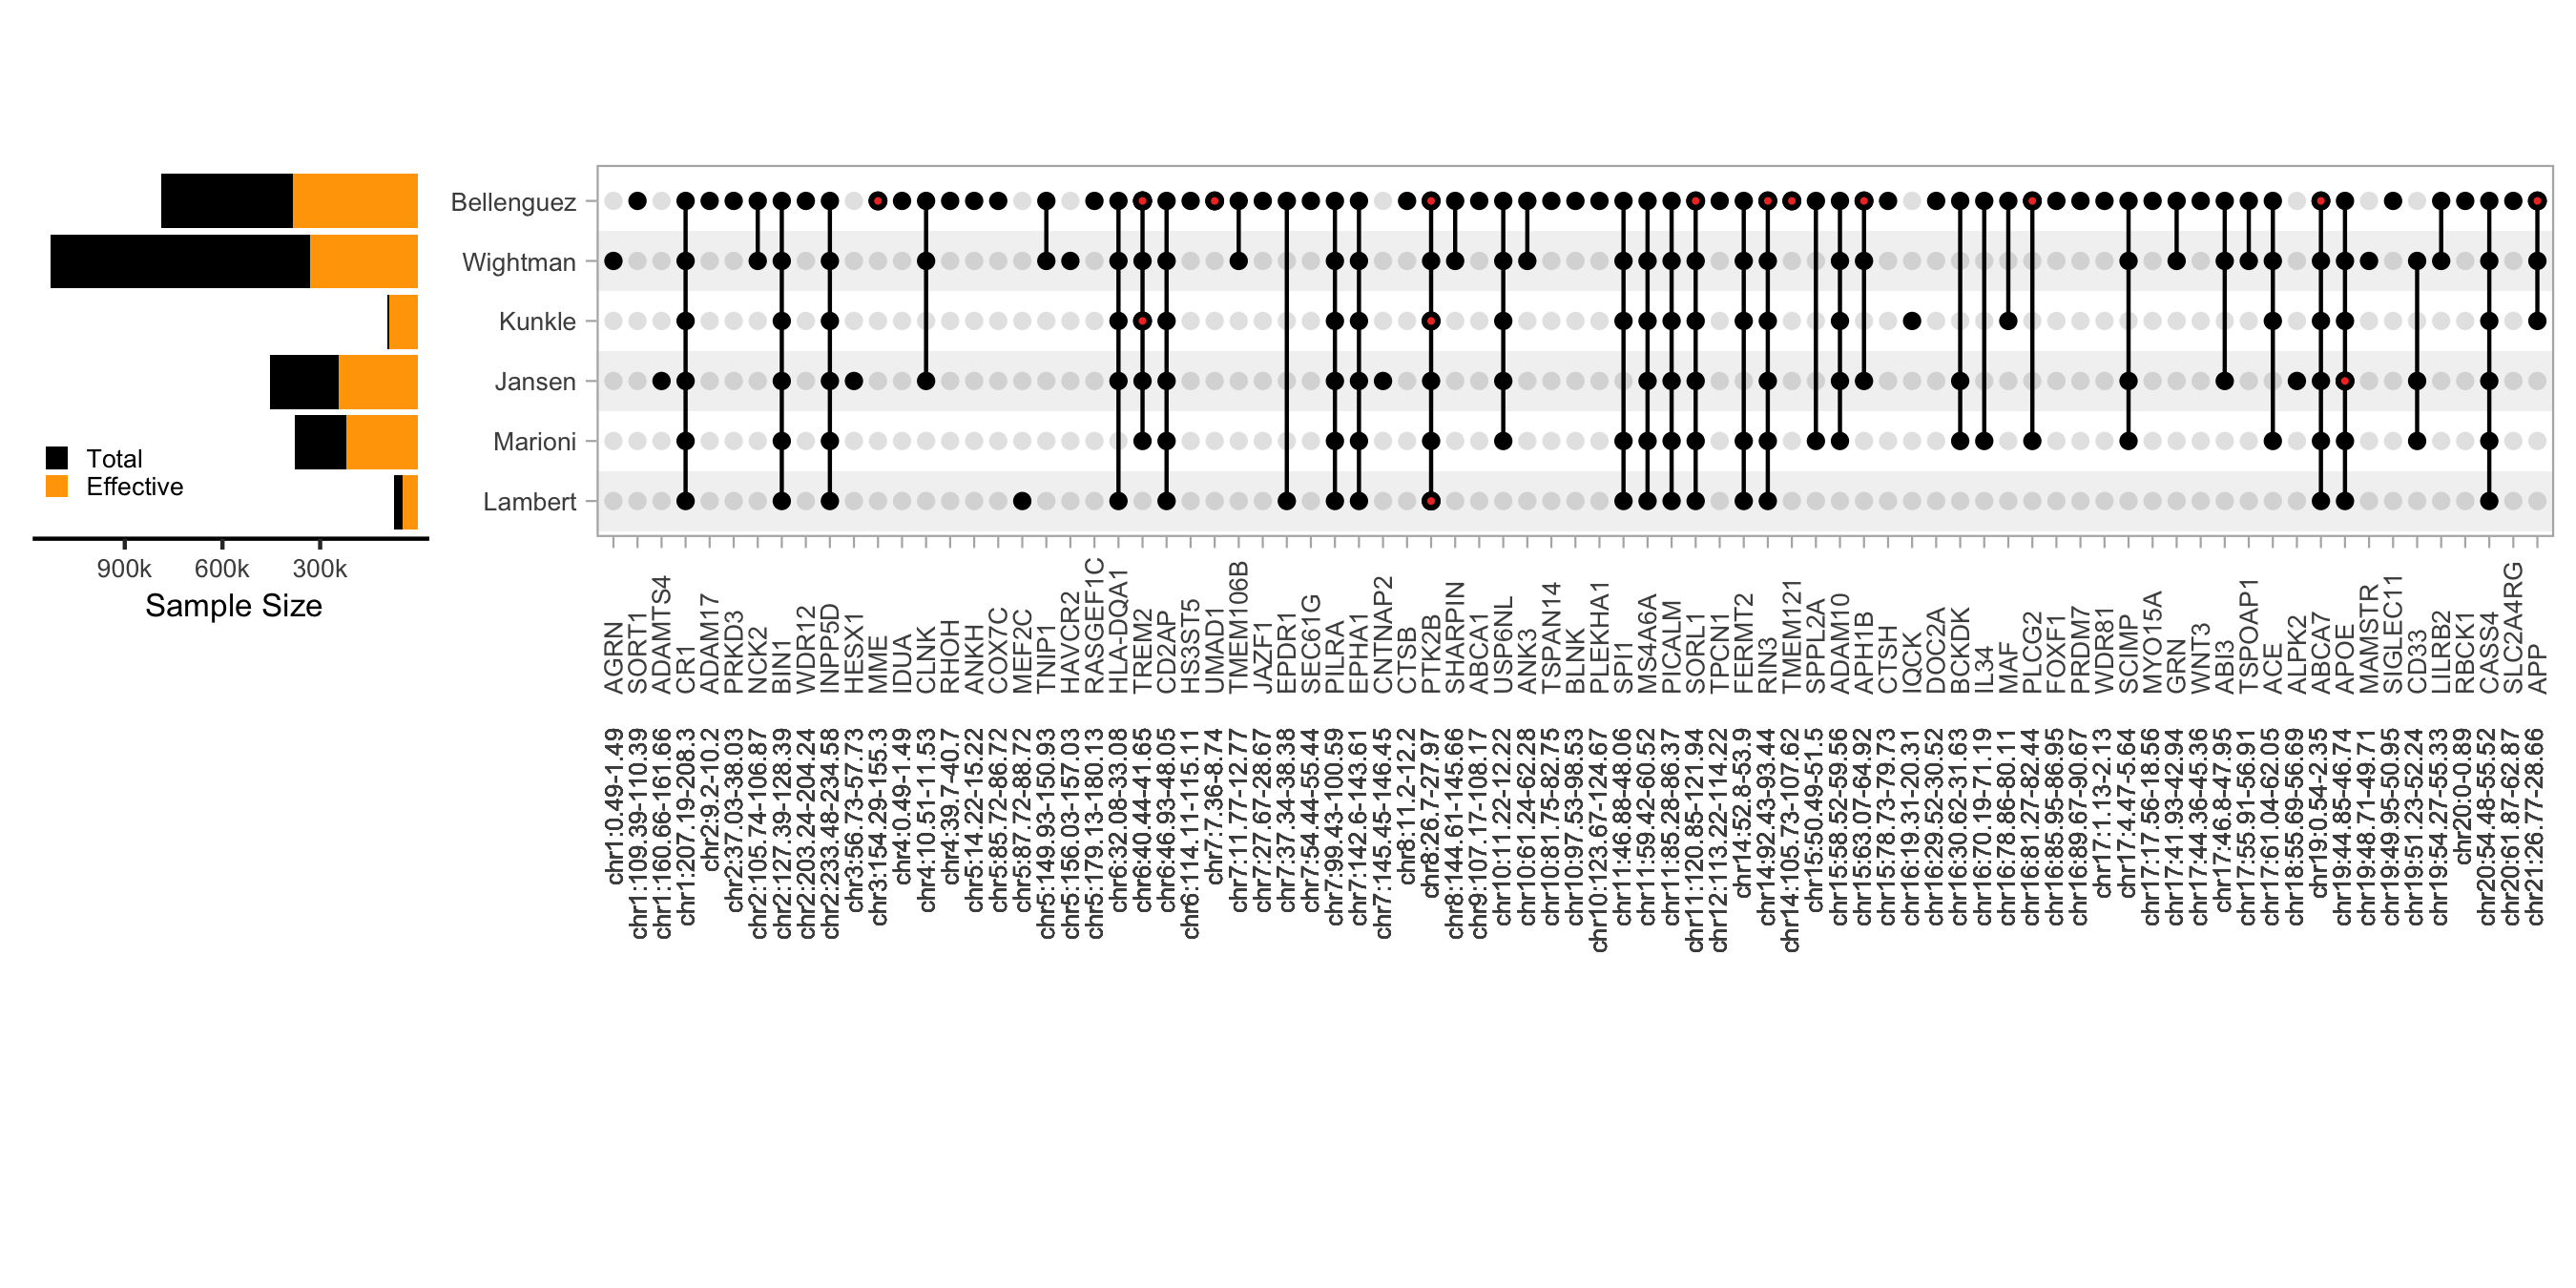 Bellenguez
Wightman
Kunkle
Jansen
Marioni
Lambert
Total
Effective
900k 600k 300k
Sample Size
AGRN
SORT1
ADAMTS4
CR1
ADAM17
PRKD3
NCK2
BIN1
WDR12
INPP5D
HESX1
MME
IDUA
CLNK
RHOH
ANKH
COX7C
MEF2C
TNIP1
HAVCR2
RASGEF1C
HLA-DQA1
TREM2
CD2AP
HS3ST5
UMAD1
TMEM106B
JAZF1
EPDR1
SEC61G
PILRA
EPHA1
CNTNAP2
CTSB
PTK2B
SHARPIN
ABCA1
USP6NL
ANK3
TSPAN14
BLNK
PLEKHA1
SPI1
MS4A6A
PICALM
SORL1
TPCN1
FERMT2
RIN3
TMEM121
SPPL2A
ADAM10
APH1B
CTSH
IQCK
DOC2A
BCKDK
IL34
MAF
PLCG2
FOXF1
PRDM7
WDR81
SCIMP
MYO15A
GRN
WNT3
ABI3
TSPOAP1
ACE
ALPK2
ABCA7
APOE
MAMSTR
SIGLEC11
CD33
LILRB2
RBCK1
CASS4
SLC2A4RG
APP
chr1:0.49-1.49
chr1:109.39-110.39
chr1:160.66-161.66
chr1:207.19-208.3
chr2:9.2-10.2
chr2:37.03-38.03
chr2:105.74-106.87
chr2:127.39-128.39
chr2:203.24-204.24
chr2:233.48-234.58
chr3:56.73-57.73
chr3:154.29-155.3
chr4:0.49-1.49
chr4:10.51-11.53
chr4:39.7-40.7
chr5:14.22-15.22
chr5:85.72-86.72
chr5:87.72-88.72
chr5:149.93-150.93
chr5:156.03-157.03
chr5:179.13-180.13
chr6:32.08-33.08
chr6:40.44-41.65
chr6:46.93-48.05
chr6:114.11-115.11
chr7:7.36-8.74
chr7:11.77-12.77
chr7:27.67-28.67
chr7:37.34-38.38
chr7:54.44-55.44
chr7:99.43-100.59
chr7:142.6-143.61
chr7:145.45-146.45
chr8:11.2-12.2
chr8:26.7-27.97
chr8:144.61-145.66
chr9:107.17-108.17
chr10:11.22-12.22
chr10:61.24-62.28
chr10:81.75-82.75
chr10:97.53-98.53
chr10:123.67-124.67
chr11:46.88-48.06
chr11:59.42-60.52
chr11:85.28-86.37
chr11:120.85-121.94
chr12:113.22-114.22
chr14:52.8-53.9
chr14:92.43-93.44
chr14:105.73-107.62
chr15:50.49-51.5
chr15:58.52-59.56
chr15:63.07-64.92
chr15:78.73-79.73
chr16:19.31-20.31
chr16:29.52-30.52
chr16:30.62-31.63
chr16:70.19-71.19
chr16:78.86-80.11
chr16:81.27-82.44
chr16:85.95-86.95
chr16:89.67-90.67
chr17:1.13-2.13
chr17:4.47-5.64
chr17:17.56-18.56
chr17:41.93-42.94
chr17:44.36-45.36
chr17:46.8-47.95
chr17:55.91-56.91
chr17:61.04-62.05
chr18:55.69-56.69
chr19:0.54-2.35
chr19:44.85-46.74
chr19:48.71-49.71
chr19:49.95-50.95
chr19:51.23-52.24
chr19:54.27-55.33
chr20:0-0.89
chr20:54.48-55.52
chr20:61.87-62.87
chr21:26.77-28.66